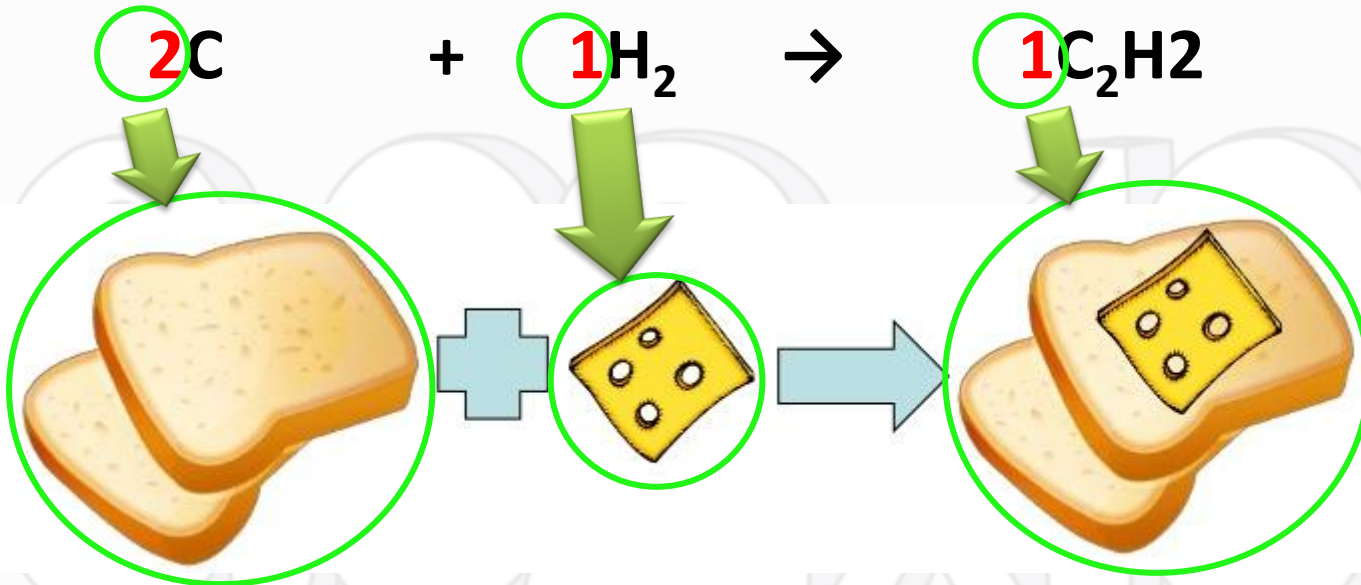 2C + 1H₂ → 1C₂H2